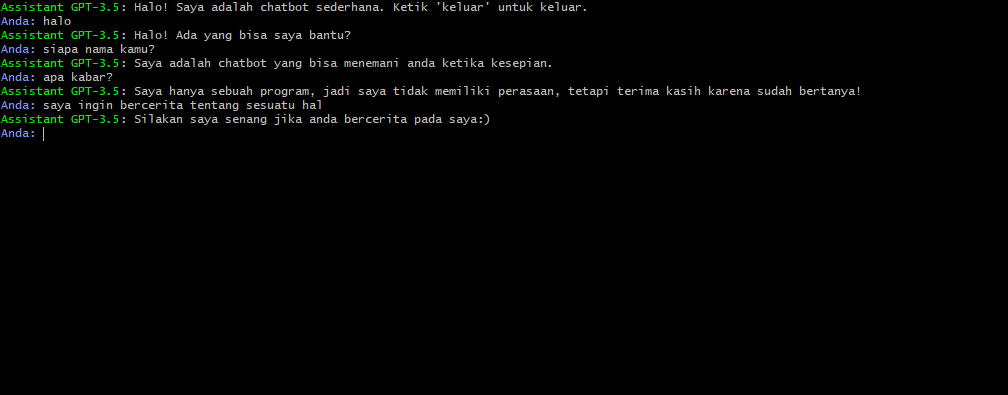 Assistant GPT-3.5: Halo! Saya adalah chatbot sederhana. Ketik 'keluar' untuk keluar.
Anda: halo
Assistant GPT-3.5: Halo! Ada yang bisa saya bantu?
Anda: siapa nama kamu?
Assistant GPT-3.5: Saya adalah chatbot yang bisa menemani anda ketika kesepian.
Anda: apa kabar?
Assistant GPT-3.5: Saya hanya sebuah program, jadi saya tidak memiliki perasaan, tetapi terima kasih karena sudah bertanya!
Anda: saya ingin bercerita tentang sesuatu hal
Assistant GPT-3.5: Silakan saya senang jika anda bercerita pada saya:)
Anda: